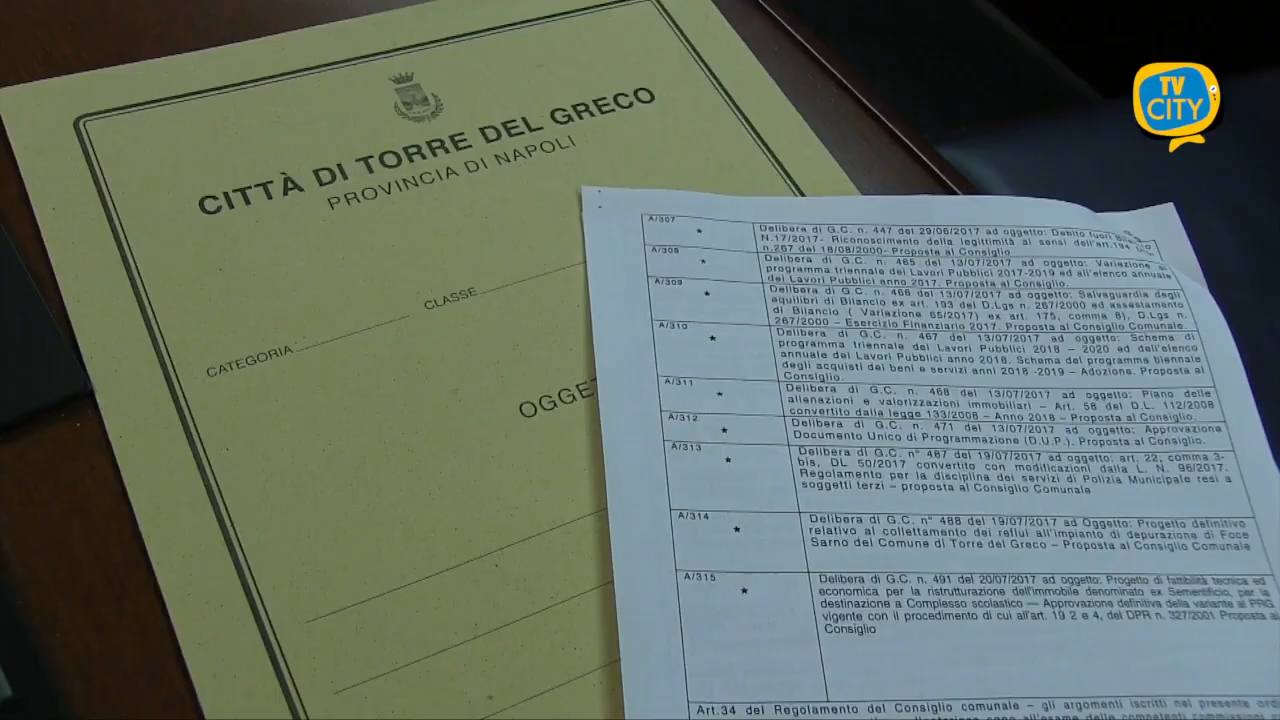 TV
CITY
CITTÀ DI TORRE DEL GRECO
PROVINCIA DI NAPOLI
CLASSE
CATEGORIA
OGGET
A/307
*
Delibera di G.C. n. 447 del 29/06/2017 ad oggetto: Debito fuori
N.17/2017- Riconoscimento della legittimità ai sensi dell'art.194
n.267 del 18/08/2000- Proposta al Consiglio
A/308
*
Delibera di G.C. n. 465 del 13/07/2017 ad oggetto: Variazione al
programma triennale dei Lavori Pubblici 2017-2019 ed all'elenco annuale
dei Lavori Pubblici anno 2017. Proposta al Consiglio.
A/309
*
Delibera di G.C. n. 466 del 13/07/2017 ad oggetto: Salvaguardia degli
equilibri di Bilancio ex art. 193 del D.Lgs n. 267/2000 ed assestamento
di Bilancio ( Variazione 65/2017) ex art. 175, comma 8), D.Lgs n.
267/2000 – Esercizio Finanziario 2017. Proposta al Consiglio Comunale.
A/310
*
Delibera di G.C. n. 467 del 13/07/2017 ad oggetto: Schema di
programma triennale dei Lavori Pubblici 2018 – 2020 ed dell'elenco
annuale dei Lavori Pubblici anno 2018. Schema del programma biennale
degli acquisti dei beni e servizi anni 2018 -2019 – Adozione. Proposta al
Consiglio.
A/311
*
Delibera di G.C. n. 468 del 13/07/2017 ad oggetto: Piano delle
alienazioni e valorizzazioni immobiliari – Art. 58 del D.L. 112/2008
convertito dalla legge 133/2008 – Anno 2018 – Proposta al Consiglio.
A/312
*
Delibera di G.C. n. 471 del 13/07/2017 ad oggetto: Approvazione
Documento Unico di Programmazione (D.U.P.). Proposta al Consiglio.
A/313
*
Delibera di G.C. n° 487 del 19/07/2017 ad oggetto: art. 22, comma 3-
bis, DL 50/2017 convertito con modificazioni dalla L. N. 96/2017.
Regolamento per la disciplina dei servizi di Polizia Municipale resi a
soggetti terzi – proposta al Consiglio Comunale
A/314
*
Delibera di G.C. n° 488 del 19/07/2017 ad Oggetto: Progetto definitivo
relativo al collettamento dei reflui all'impianto di depurazione di Foce
Sarno del Comune di Torre del Greco – Proposta al Consiglio Comunale
A/315
*
Delibera di G.C. n. 491 del 20/07/2017 ad oggetto: Progetto di fattibilità tecnica ed
economica per la ristrutturazione dell'immobile denominato ex Sementificio, per la
destinazione a Complesso scolastico — Approvazione definitiva della variante al PRG
vigente con il procedimento di cui all'art. 19 2 e 4, del DPR n. 327/2001 Proposta al
Consiglio
Art.34 del Regolamento del Consiglio comunale – gli argomenti iscritti nel presente ordi